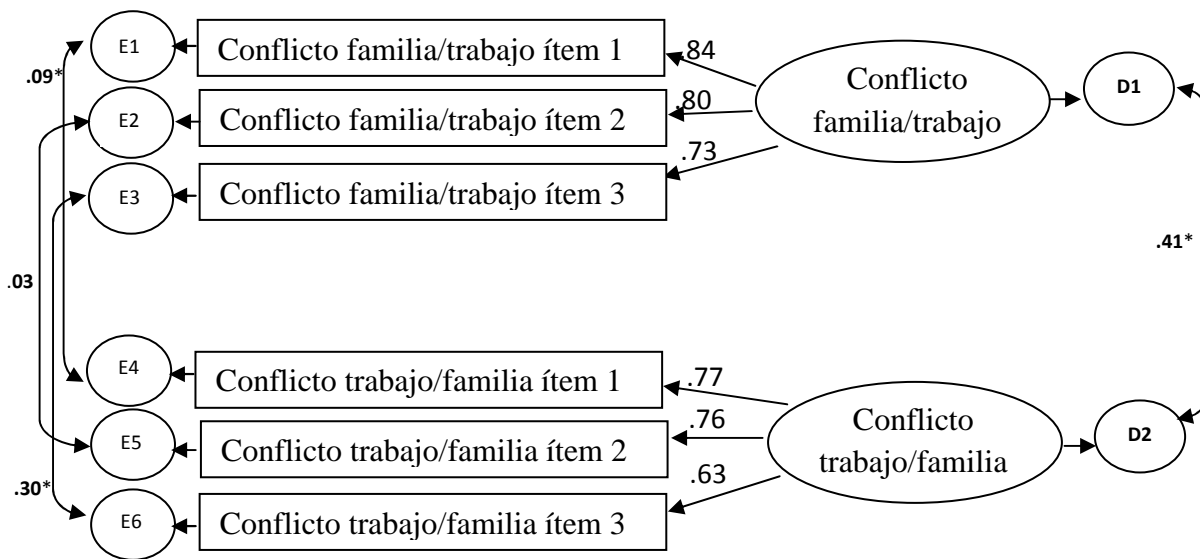 E1
Conflicto familia/trabajo ítem 1
.84
Conflicto
familia/trabajo
D1
.09*
E2
Conflicto familia/trabajo ítem 2
.80
E3
Conflicto familia/trabajo ítem 3
.73
.41*
.03
E4
Conflicto trabajo/familia ítem 1
.77
Conflicto
trabajo/familia
D2
E5
Conflicto trabajo/familia ítem 2
.76
.30*
E6
Conflicto trabajo/familia ítem 3
.63